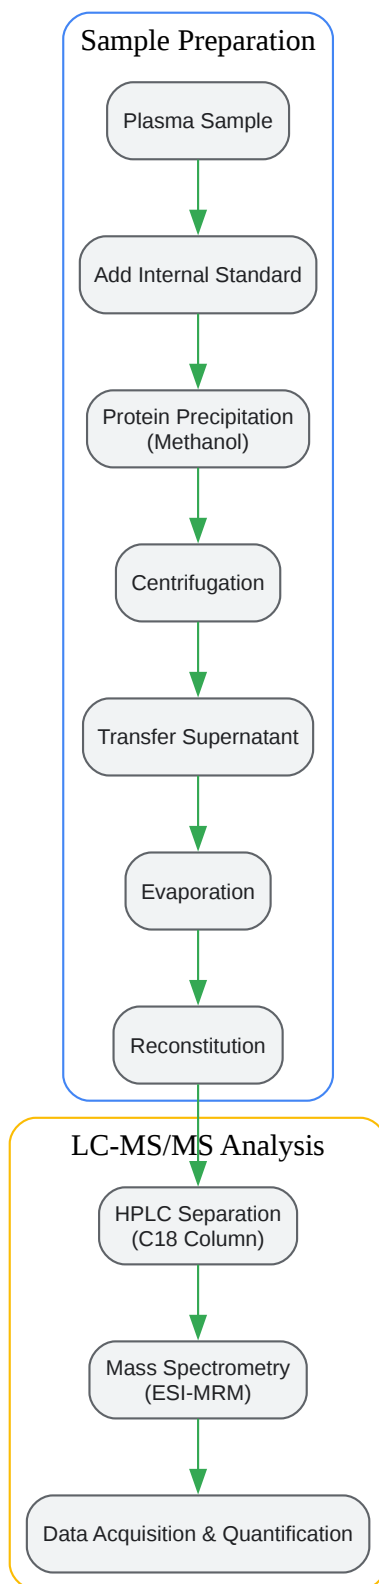 Sample Preparation
Plasma Sample
Add Internal Standard
Protein Precipitation
(Methanol)
Centrifugation
Transfer Supernatant
Evaporation
Reconstitution
LC-MS/MS Analysis
HPLC Separation
(C18 Column)
Mass Spectrometry
(ESI-MRM)
Data Acquisition & Quantification